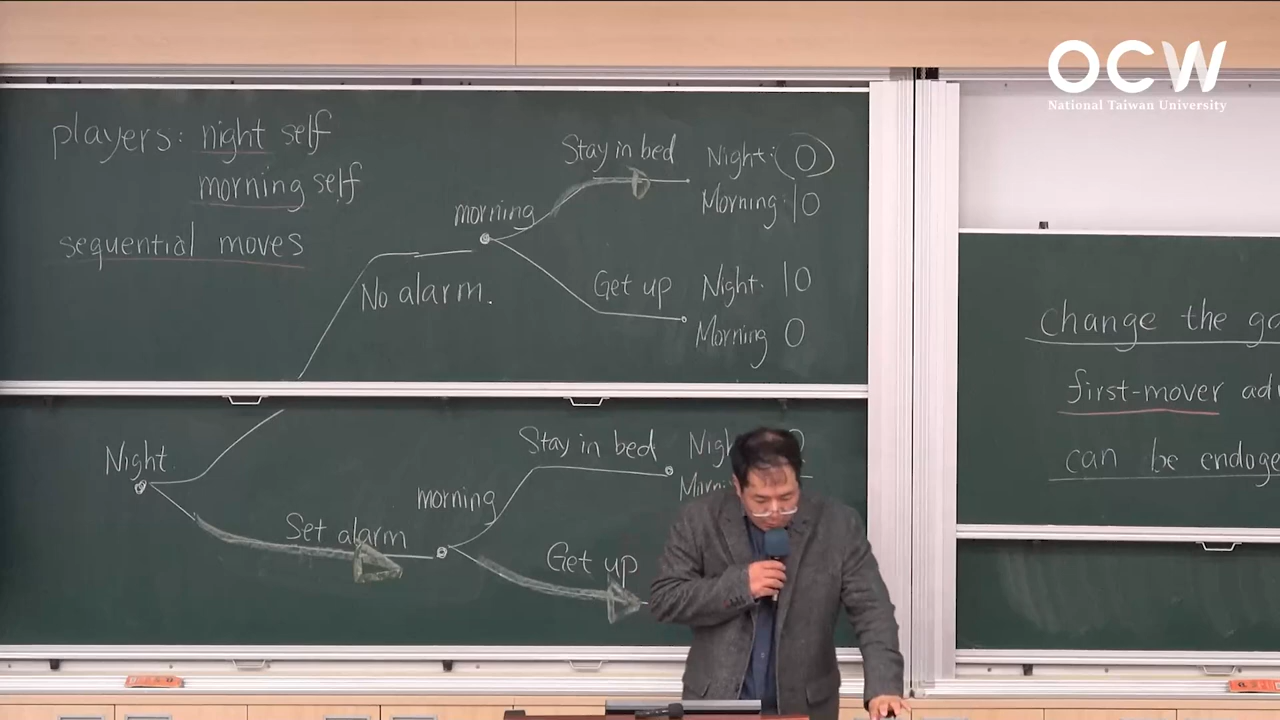 OCW
National Taiwan University
players: night self
morning self
sequential moves
Stay in bed
Night: 0
Morning: 10
morning
No alarm.
Get up
Night: 10
Morning 0
change the
first-mover
can be
Night
Set alarm
morning
Stay in bed
Get up